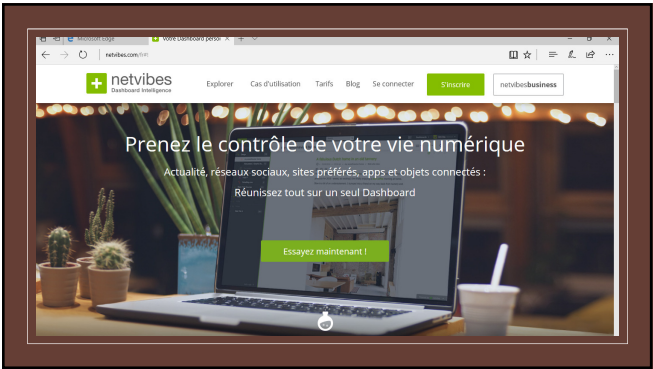 Microsoft Edge
Votre Dashboard person
netvibes.com/fr#!
netvibes
Dashboard Intelligence
Explorer
Cas d'utilisation
Tarifs
Blog
Se connecter
S'inscrire
netvibesbusiness
Prenez le contrôle de votre vie numérique
Actualité, réseaux sociaux, sites préférés, apps et objets connectés :
Réunissez tout sur un seul Dashboard
Essayez maintenant !